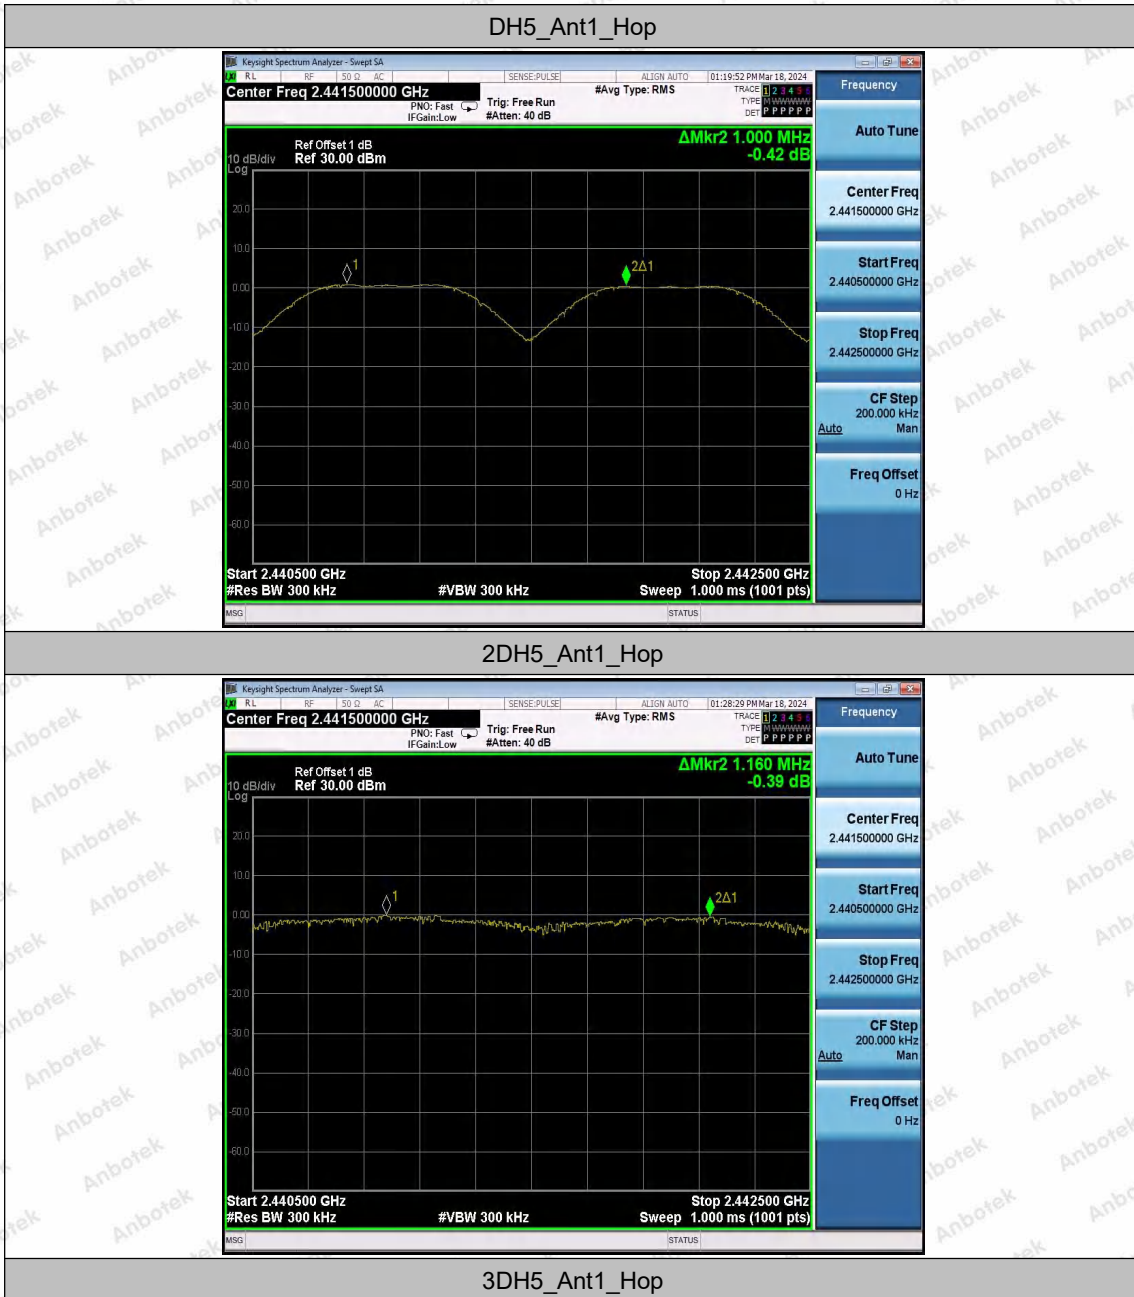 DH5_Ant1_Hop
Keysight Spectrum Analyzer - Swept SA
RL RF 50 Ω AC SENSE:PULSE ALIGN AUTO 01:19:52 PM Mar 18, 2024
Center Freq 2.441500000 GHz
#Avg Type: RMS
TRACE 1 2 3 4 5 6
PNO: Fast Trig: Free Run
TYPE M WWWWW
IFGain:Low #Atten: 40 dB
DET P P P P P P
Frequency
Ref Offset 1 dB
ΔMkr2 1.000 MHz
10 dB/div Ref 30.00 dBm
-0.42 dB
Log
20.0
10.0
0.00
-10.0
-20.0
-30.0
-40.0
-50.0
-60.0
1
2Δ1
Start 2.440500 GHz Stop 2.442500 GHz
#Res BW 300 kHz #VBW 300 kHz Sweep 1.000 ms (1001 pts)
MSG STATUS
Auto Tune
Center Freq
2.441500000 GHz
Start Freq
2.440500000 GHz
Stop Freq
2.442500000 GHz
CF Step
200.000 kHz
Auto Man
Freq Offset
0 Hz
2DH5_Ant1_Hop
Keysight Spectrum Analyzer - Swept SA
RL RF 50 Ω AC SENSE:PULSE ALIGN AUTO 01:28:29 PM Mar 18, 2024
Center Freq 2.441500000 GHz
#Avg Type: RMS
TRACE 1 2 3 4 5 6
PNO: Fast Trig: Free Run
TYPE M WWWWW
IFGain:Low #Atten: 40 dB
DET P P P P P P
Frequency
Ref Offset 1 dB
ΔMkr2 1.160 MHz
10 dB/div Ref 30.00 dBm
-0.39 dB
Log
20.0
10.0
0.00
-10.0
-20.0
-30.0
-40.0
-50.0
-60.0
1
2Δ1
Start 2.440500 GHz Stop 2.442500 GHz
#Res BW 300 kHz #VBW 300 kHz Sweep 1.000 ms (1001 pts)
MSG STATUS
Auto Tune
Center Freq
2.441500000 GHz
Start Freq
2.440500000 GHz
Stop Freq
2.442500000 GHz
CF Step
200.000 kHz
Auto Man
Freq Offset
0 Hz
3DH5_Ant1_Hop
Anbotek